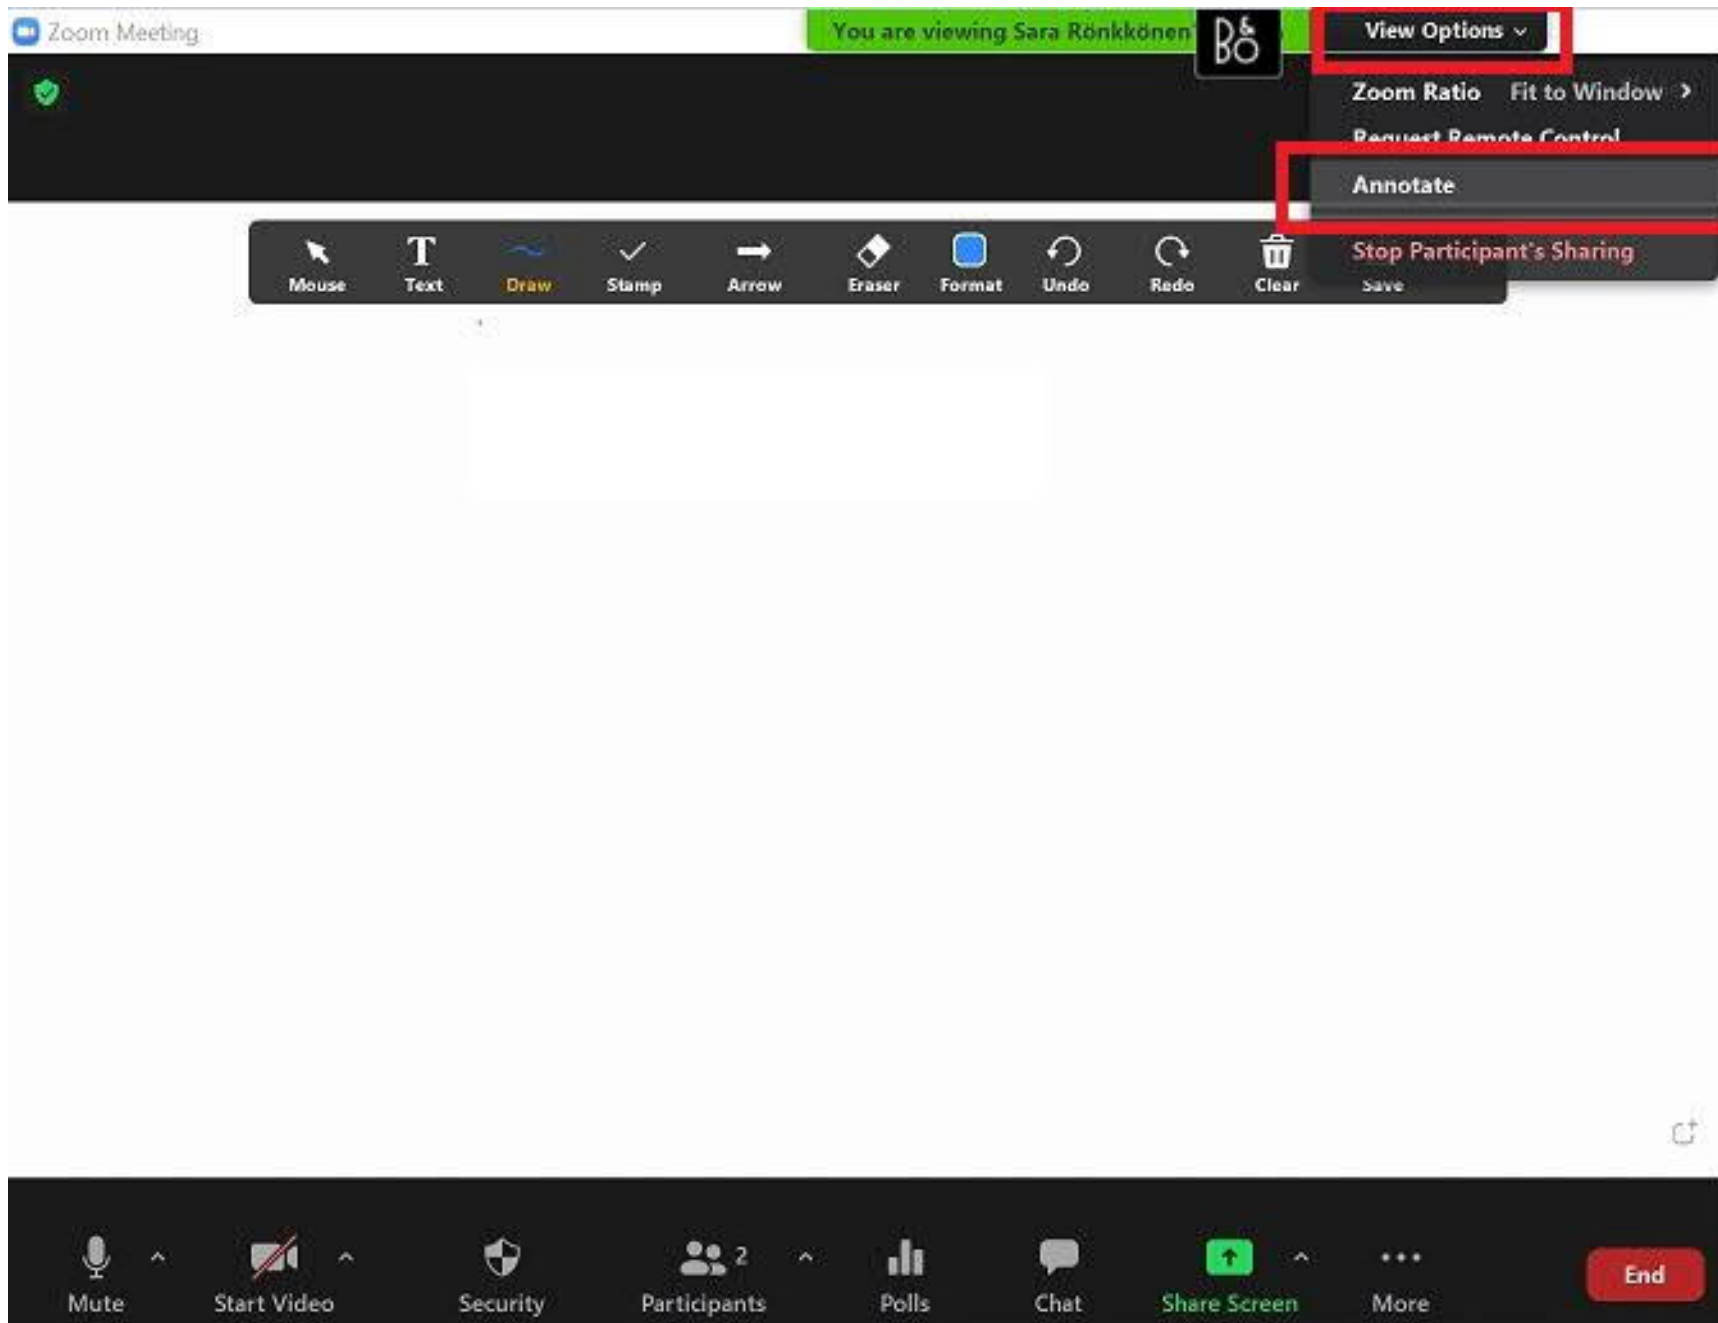 Zoom Meeting
You are viewing Sara Rönkkönen'
B&O
View Options
Zoom Ratio Fit to Window
Request Remote Control
Annotate
Stop Participant's Sharing
Mouse Text Draw Stamp Arrow Eraser Format Undo Redo Clear Save
2
Mute Start Video Security Participants Polls Chat Share Screen More End